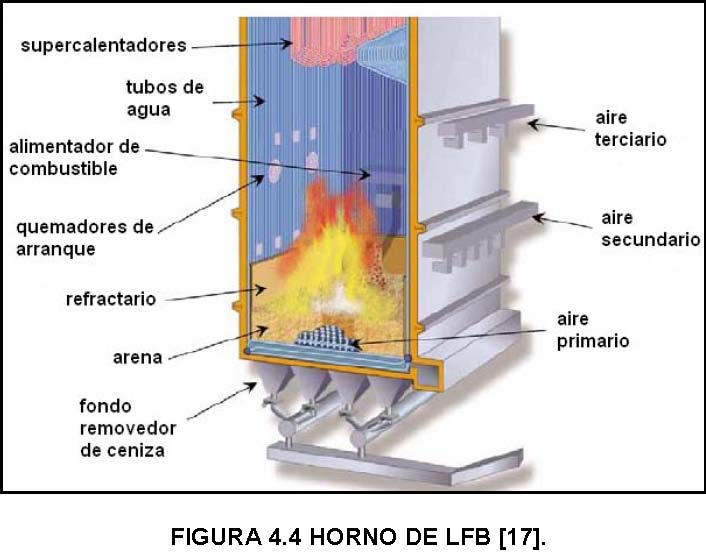 supercalentadores
tubos de
agua
alimentador de
combustible
quemadores de
arranque
refractario
arena
fondo
removedor
de ceniza
aire
terciario
aire
secundario
aire
primario
FIGURA 4.4 HORNO DE LFB [17].